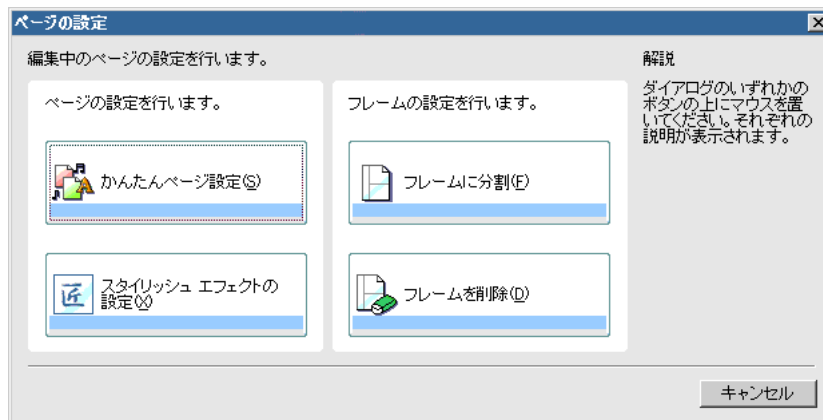 ページの設定
編集中のページの設定を行います。
ページの設定を行います。
かんたんページ設定(S)
匠
スタイリッシュ エフェクトの
設定(X)
フレームの設定を行います。
フレームに分割(F)
フレームを削除(D)
解説
ダイアログのいずれかの
ボタンの上にマウスを置
いてください。それぞれの
説明が表示されます。
キャンセル